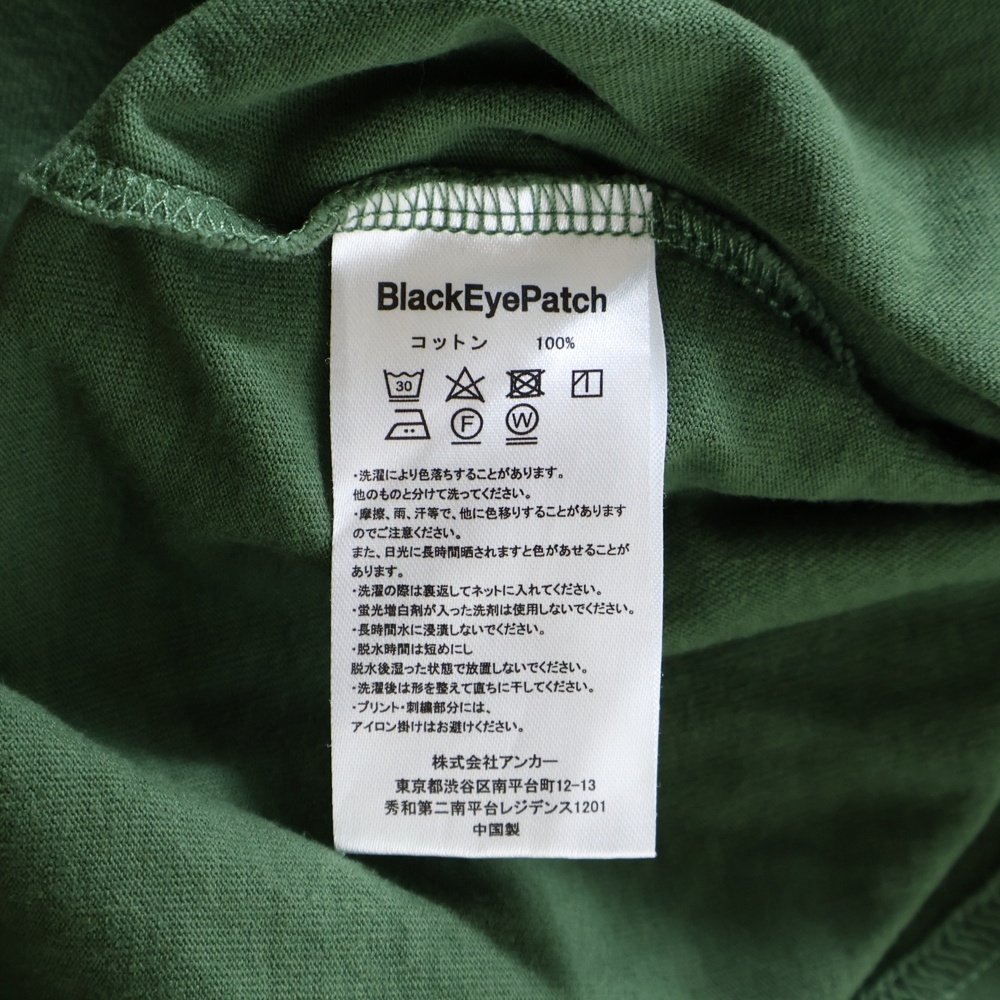 BlackEyePatch
コットン 100%
30
F W
・洗濯により色落ちすることがあります。
他のものと分けて洗ってください。
・摩擦、雨、汗等で、他に色移りすることがあります
のでご注意ください。
また、日光に長時間晒されますと色があせることが
あります。
・洗濯の際は裏返してネットに入れてください。
・蛍光増白剤が入った洗剤は使用しないでください。
・長時間水に浸漬しないでください。
・脱水時間は短めにし
脱水後湿った状態で放置しないでください。
・洗濯後は形を整えて直ちに干してください。
・プリント・刺繍部分には、
アイロン掛けはお避けください。
株式会社アンカー
東京都渋谷区南平台町12-13
秀和第二南平台レジデンス1201
中国製